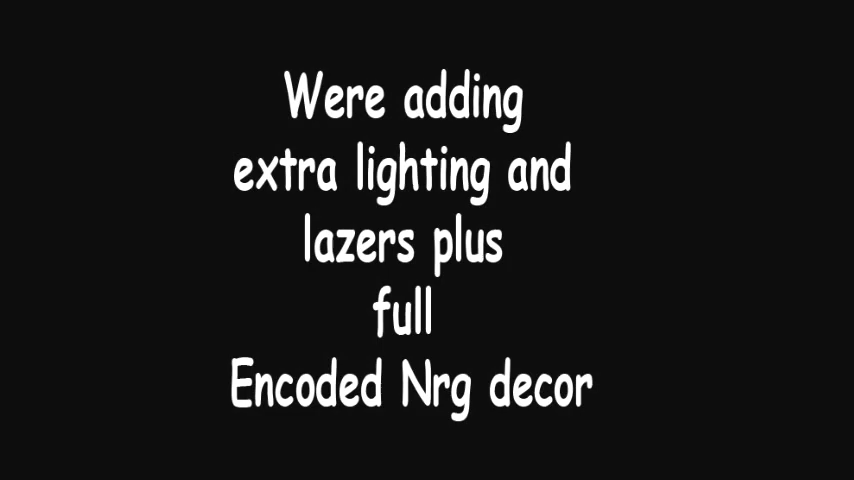 Were adding
extra lighting and
lazers plus
full
Encoded Nrg decor